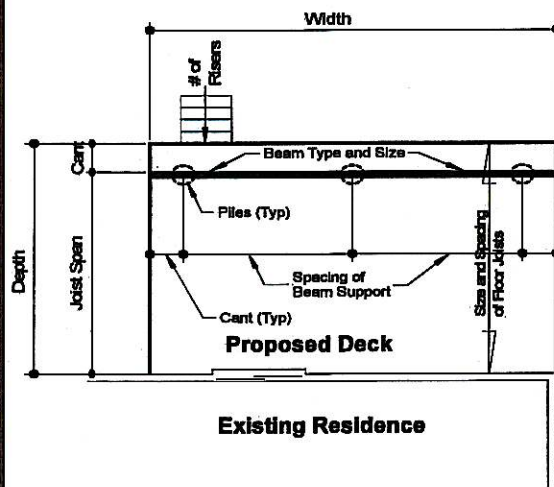 Width
# of
Risers
Cant
Beam Type and Size
Piles (Typ)
Depth
Joist Span
Spacing of
Beam Support
Size and Spacing
of Floor Joists
Cant (Typ)
Proposed Deck
Existing Residence